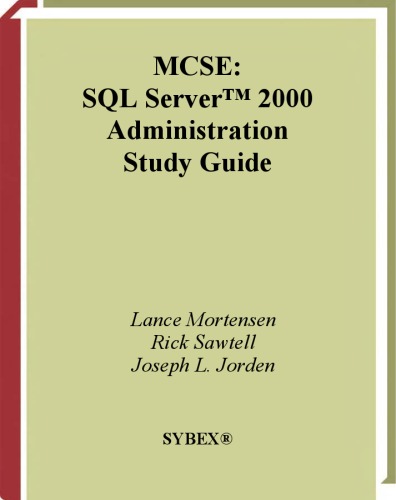 MCSE:
SQL Server™ 2000
Administration
Study Guide
Lance Mortensen
Rick Sawtell
Joseph L. Jorden
SYBEX®